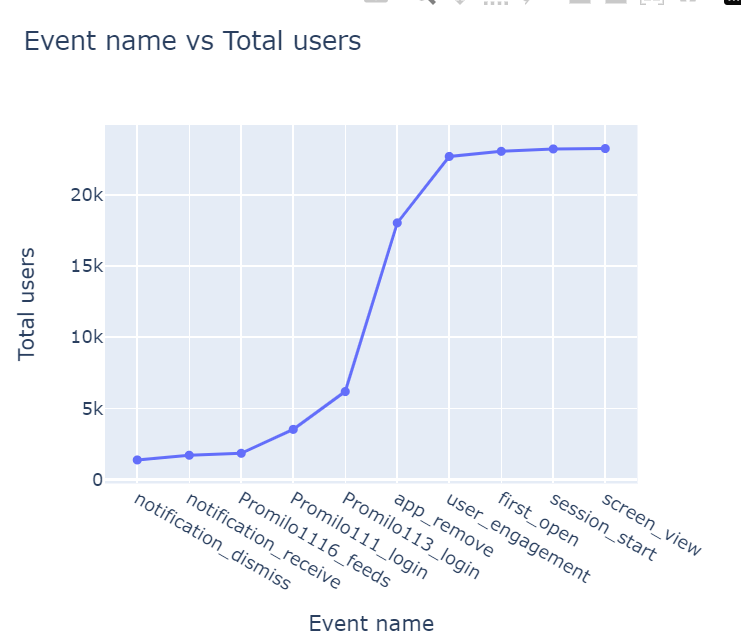 Event name vs Total users
20k
15k
10k
5k
0
Total users
notification_dismiss
notification_receive
Promilo1116_feeds
Promilo111_login
Promilo113_login
app_remove
user_engagement
first_open
session_start
screen_view
Event name